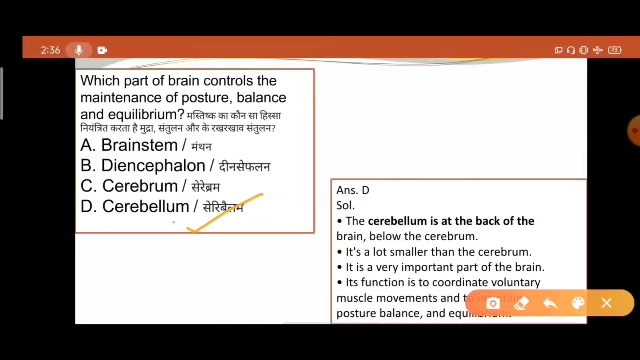 2:36
73
Which part of brain controls the
maintenance of posture, balance
and equilibrium? मस्तिष्क का कौन सा हिस्सा
नियंत्रित करता है मुद्रा, संतुलन और के रखरखाव संतुलन?
A. Brainstem / मंथन
B. Diencephalon / दीनसेफलन
C. Cerebrum / सेरेब्रम
D. Cerebellum / सेरिबैलम
Ans. D
Sol.
• The cerebellum is at the back of the
brain, below the cerebrum.
• It's a lot smaller than the cerebrum.
• It is a very important part of the brain.
• Its function is to coordinate voluntary
muscle movements and to
posture balance, and equilibrium.